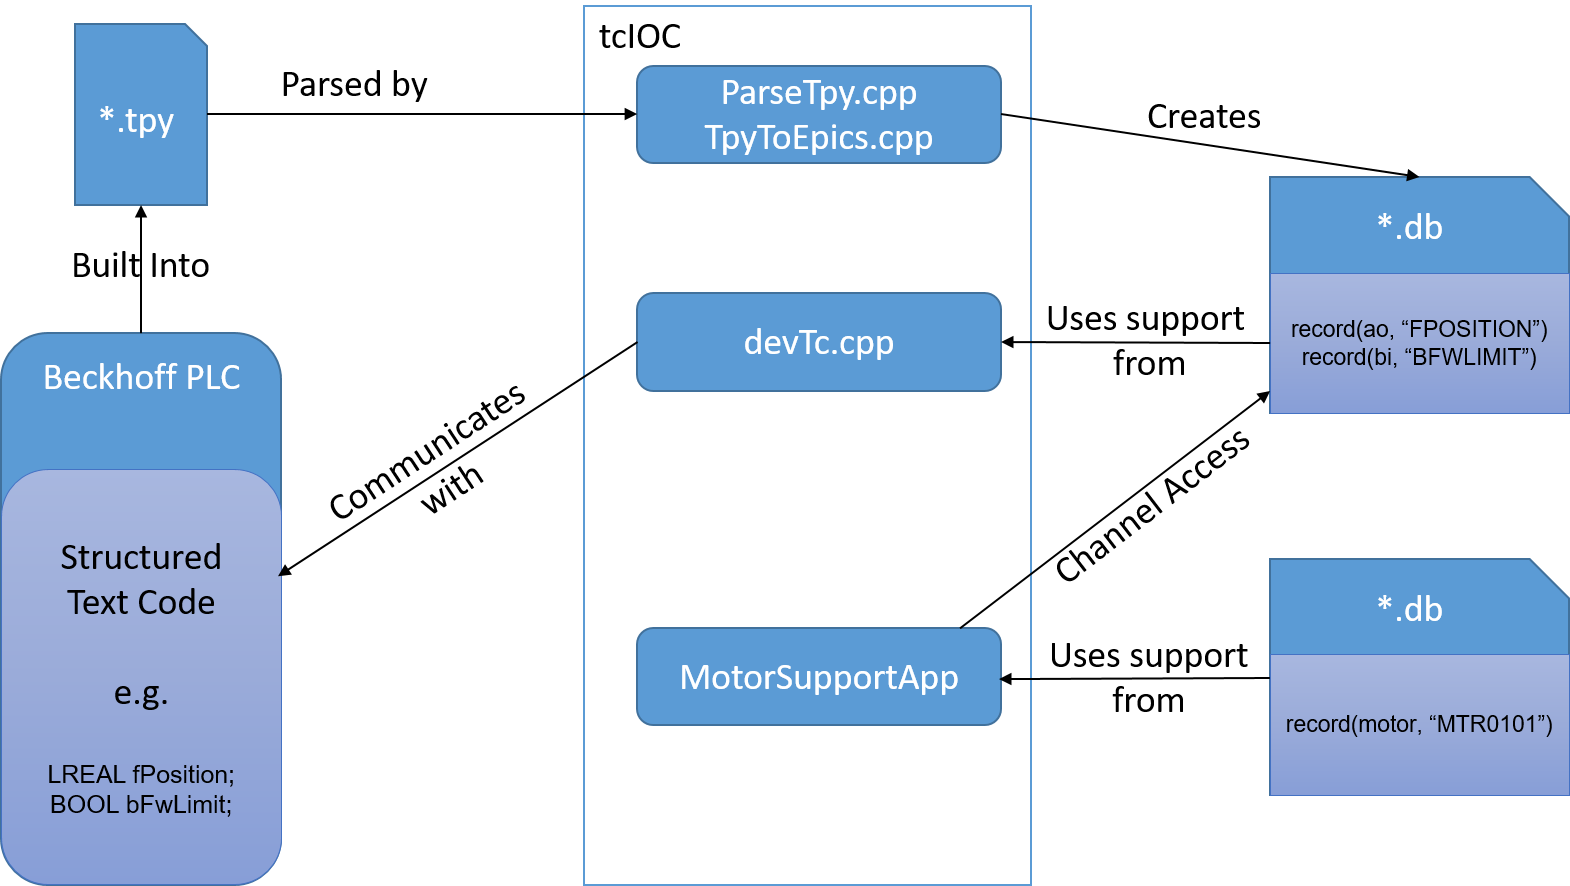 tcIOC
*.tpy
Parsed by
ParseTpy.cpp
TpyToEpics.cpp
Creates
*.db
record(ao, “FPOSITION”)
record(bi, “BFWLIMIT”)
Built Into
Beckhoff PLC
Structured
Text Code
e.g.
LREAL fPosition;
BOOL bFwLimit;
Communicates
with
devTc.cpp
Uses support
from
Channel Access
MotorSupportApp
Uses support
from
*.db
record(motor, “MTR0101”)